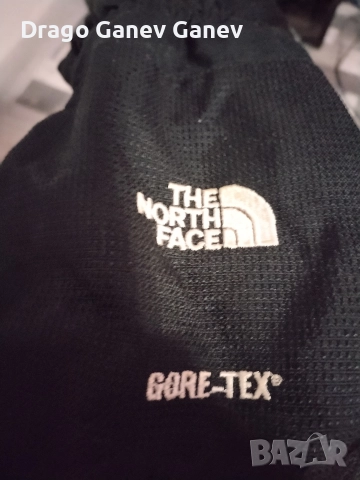 Drago Ganev Ganev
THE
NORTH
FACE
GORE-TEX®
BAZAR